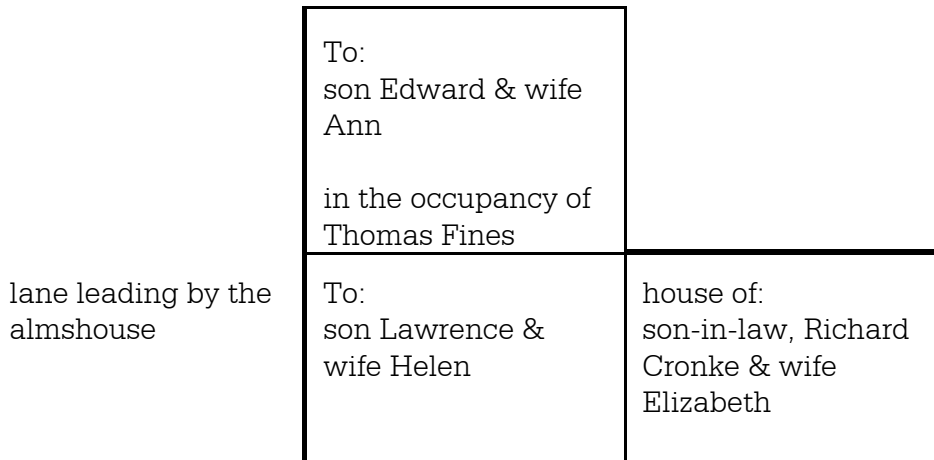 To:
son Edward & wife
Ann
in the occupancy of
Thomas Fines
lane leading by the
almshouse
To:
son Lawrence &
wife Helen
house of:
son-in-law, Richard
Cronke & wife
Elizabeth